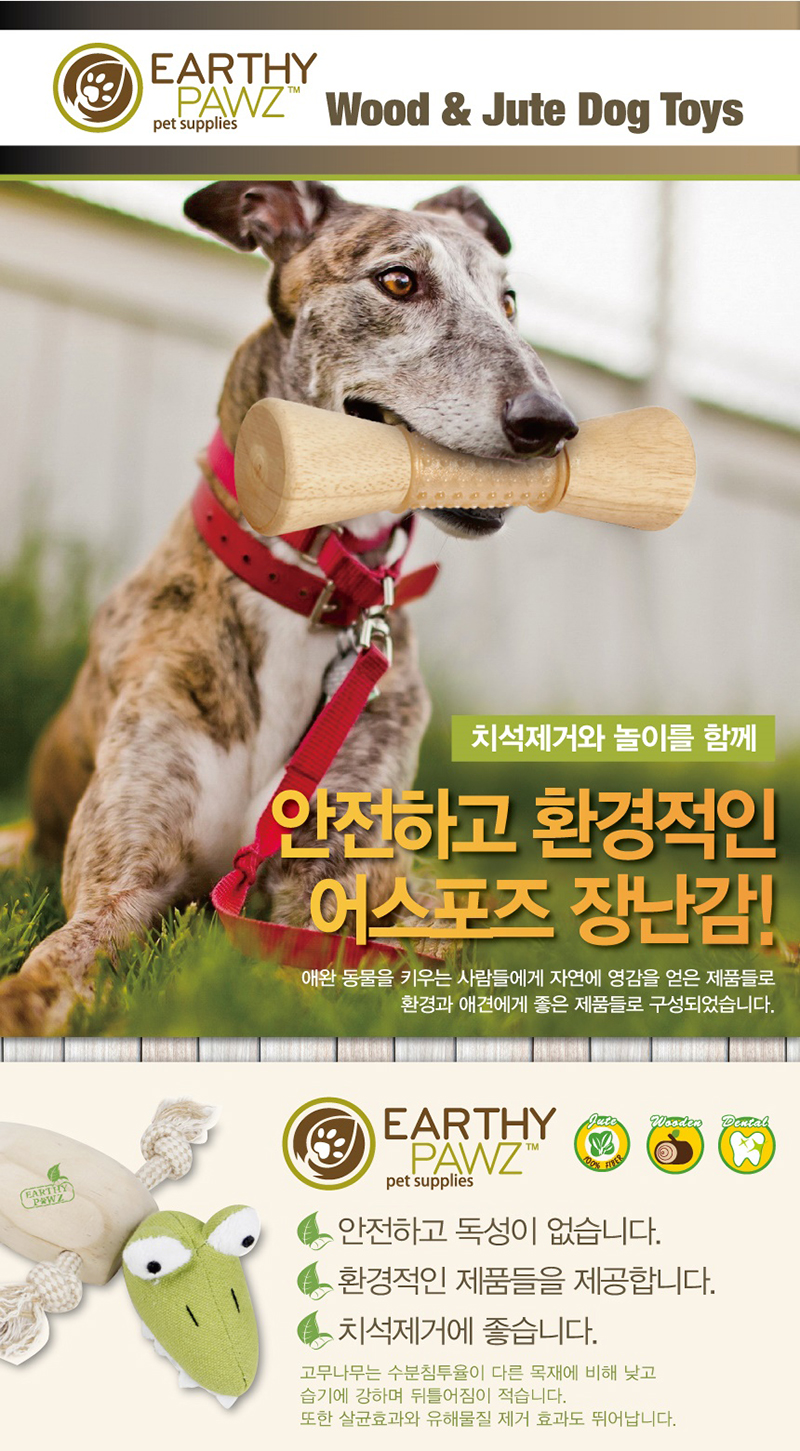 EARTHY
PAWZ™
pet supplies
Wood & Jute Dog Toys
치석제거와 놀이를 함께
안전하고 환경적인
어스포즈 장난감!
애완 동물을 키우는 사람들에게 자연에 영감을 얻은 제품들로
환경과 애견에게 좋은 제품들로 구성되었습니다.
EARTHY
PAWZ
EARTHY
PAWZ™
pet supplies
Jute
100% FIBER
Wooden
Dental
안전하고 독성이 없습니다.
환경적인 제품들을 제공합니다.
치석제거에 좋습니다.
고무나무는 수분침투율이 다른 목재에 비해 낮고
습기에 강하며 뒤틀어짐이 적습니다.
또한 살균효과와 유해물질 제거 효과도 뛰어납니다.